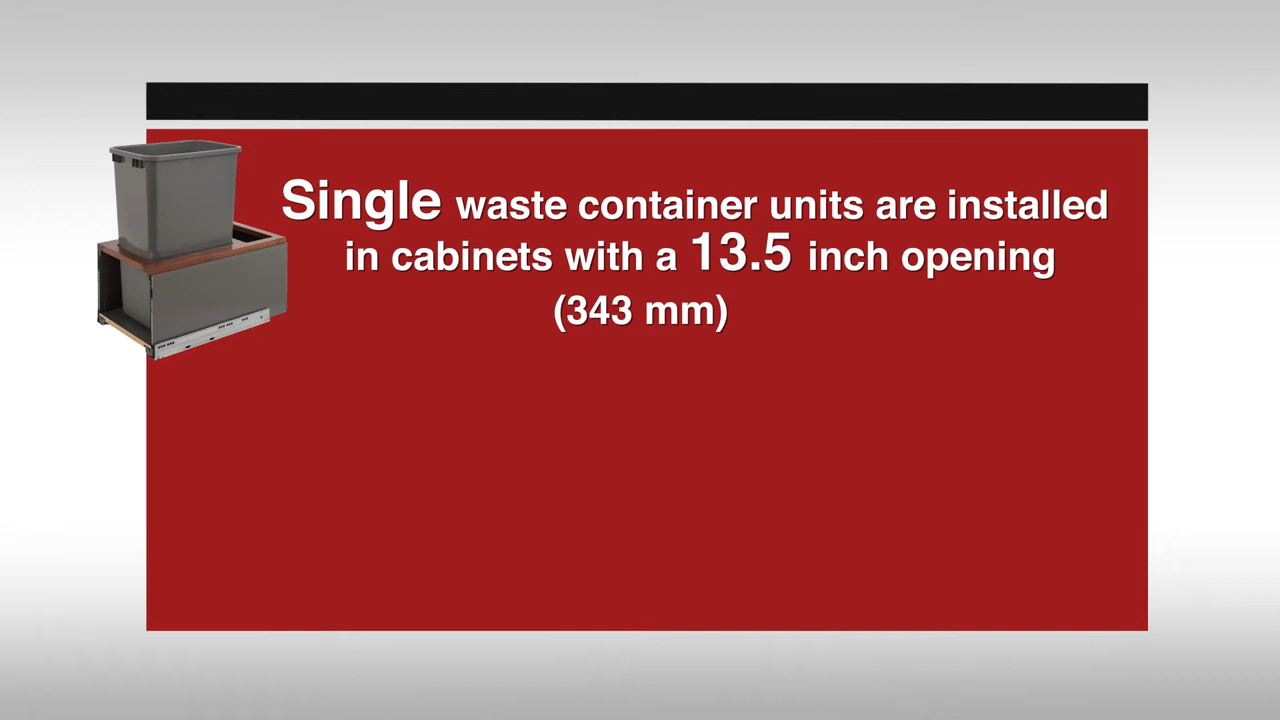 Single waste container units are installed
in cabinets with a 13.5 inch opening
(343 mm)